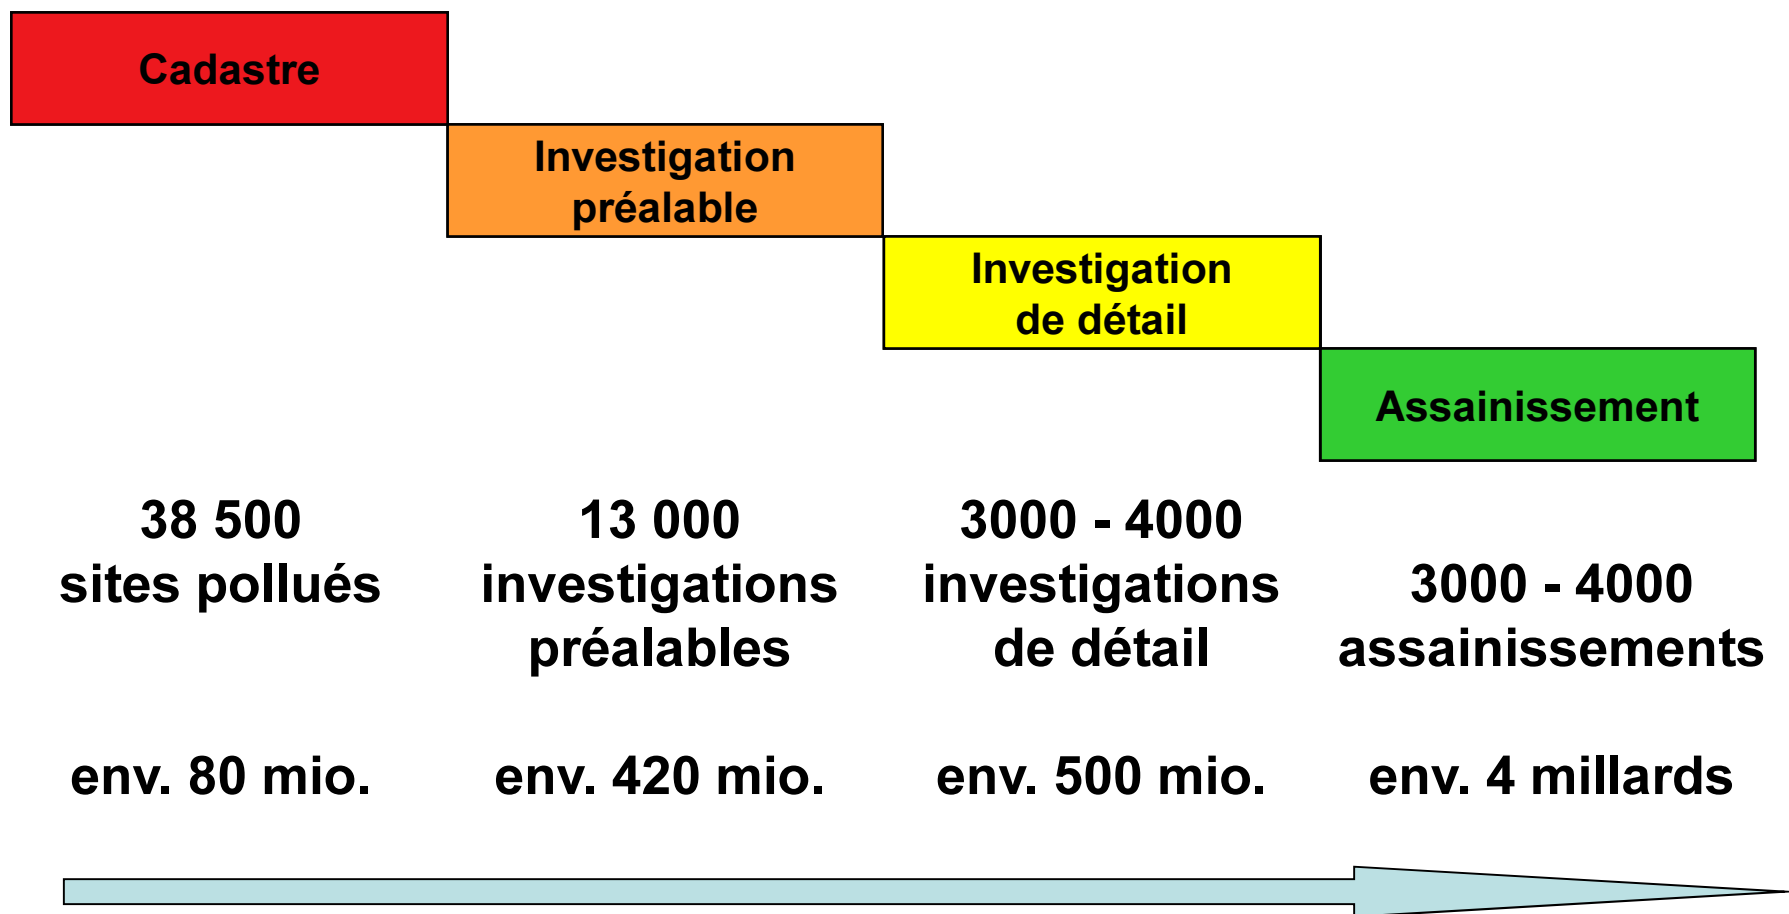 Cadastre
Investigation
préalable
Investigation
de détail
Assainissement
38 500
sites pollués
13 000
investigations
préalables
3000 - 4000
investigations
de détail
3000 - 4000
assainissements
env. 80 mio.
env. 420 mio.
env. 500 mio.
env. 4 millards